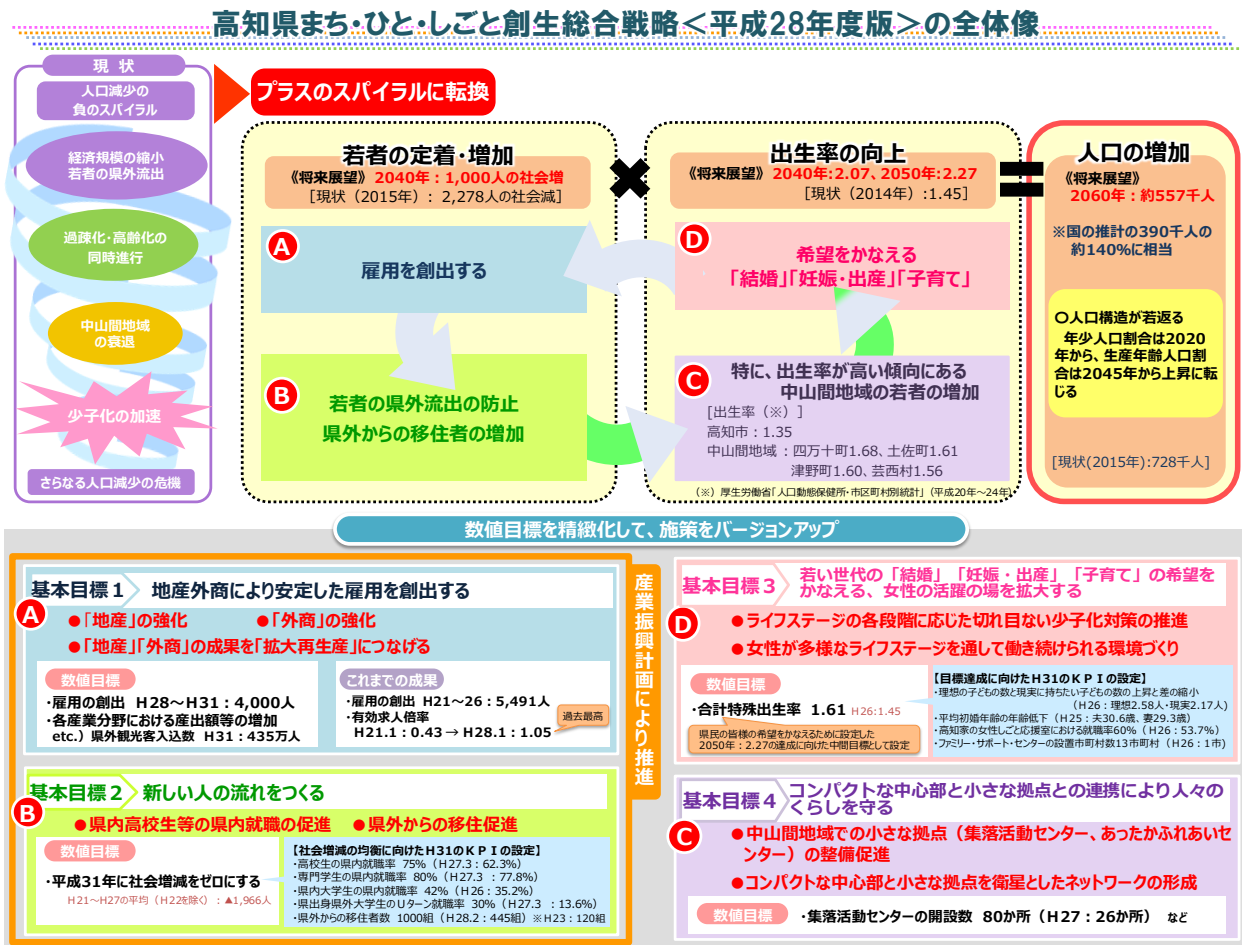 高知県まち・ひと・しごと創生総合戦略＜平成28年度版＞の全体像
現 状
人口減少の
負のスパイラル
経済規模の縮小
若者の県外流出
過疎化・高齢化の
同時進行
中山間地域
の衰退
少子化の加速
さらなる人口減少の危機
プラスのスパイラルに転換
若者の定着・増加
《将来展望》2040年：1,000人の社会増
［現状（2015年）：2,278人の社会減］
A
雇用を創出する
B
若者の県外流出の防止
県外からの移住者の増加
×
出生率の向上
《将来展望》2040年:2.07、2050年:2.27
［現状（2014年）:1.45］
D
希望をかなえる
「結婚」「妊娠・出産」「子育て」
C
特に、出生率が高い傾向にある
中山間地域の若者の増加
［出生率（※）］
高知市：1.35
中山間地域：四万十町1.68、土佐町1.61
津野町1.60、芸西村1.56
（※）厚生労働省「人口動態保健所・市区町村別統計」（平成20年～24年）
＝
人口の増加
《将来展望》
2060年：約557千人
※国の推計の390千人の
約140%に相当
○人口構造が若返る
年少人口割合は2020
年から、生産年齢人口割
合は2045年から上昇に転
じる
［現状(2015年):728千人］
数値目標を精緻化して、施策をバージョンアップ
基本目標１ 地産外商により安定した雇用を創出する
A
●「地産」の強化 ●「外商」の強化
●「地産」「外商」の成果を「拡大再生産」につなげる
数値目標
・雇用の創出 H28～H31：4,000人
・各産業分野における産出額等の増加
etc.）県外観光客入込数 H31：435万人
これまでの成果
・雇用の創出 H21～26：5,491人
・有効求人倍率
H21.1：0.43→H28.1：1.05
過去最高
基本目標２ 新しい人の流れをつくる
B
●県内高校生等の県内就職の促進 ●県外からの移住促進
数値目標
・平成31年に社会増減をゼロにする
H21～H27の平均（H22を除く）：▲1,966人
【社会増減の均衡に向けたH31のＫＰＩの設定】
・高校生の県内就職率 75%（H27.3：62.3%）
・専門学生の県内就職率 80%（H27.3 ：77.8%）
・県内大学生の県内就職率 42%（H26：35.2%）
・県出身県外大学生のＵターン就職率 30%（H27.3 ：13.6%）
・県外からの移住者数 1000組（H28.2：445組）※H23：120組
産業振興計画により推進
基本目標３ 若い世代の「結婚」「妊娠・出産」「子育て」の希望を
かなえる、女性の活躍の場を拡大する
D
●ライフステージの各段階に応じた切れ目ない少子化対策の推進
●女性が多様なライフステージを通して働き続けられる環境づくり
数値目標
・合計特殊出生率 1.61 H26:1.45
県民の皆様の希望をかなえるために設定した
2050年：2.27の達成に向けた中間目標として設定
【目標達成に向けたH31のＫＰＩの設定】
・理想の子どもの数と現実に持ちたい子どもの数の上昇と差の縮小
（H26：理想2.58人・現実2.17人）
・平均初婚年齢の年齢低下（H25：夫30.6歳、妻29.3歳）
・高知家の女性しごと応援室における就職率60%（H26：53.7%）
・ファミリー・サポート・センターの設置市町村数13市町村（H26：1市）
基本目標４ コンパクトな中心部と小さな拠点との連携により人々の
くらしを守る
C
●中山間地域での小さな拠点（集落活動センター、あったかふれあいセ
ンター）の整備促進
●コンパクトな中心部と小さな拠点を衛星としたネットワークの形成
数値目標 ・集落活動センターの開設数 80か所（H27：26か所） など